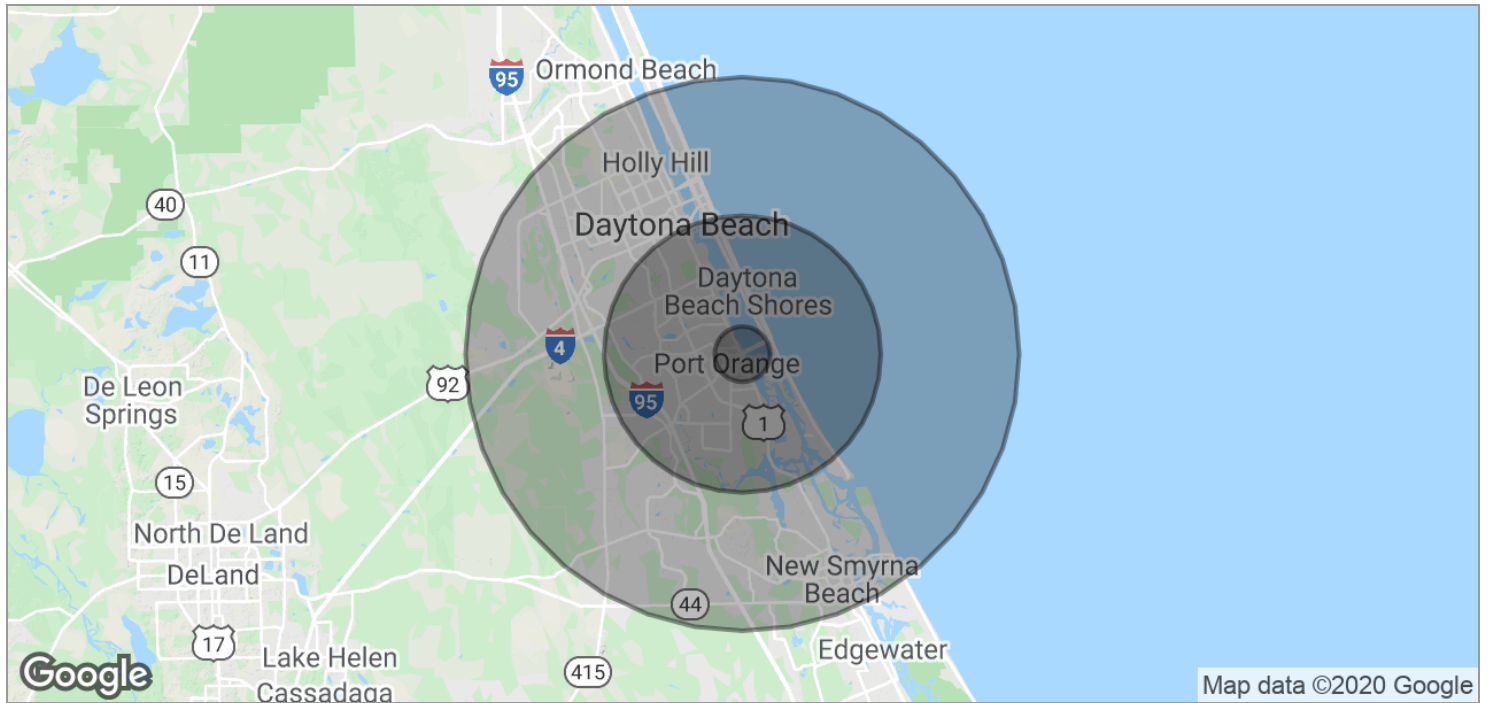 95
Ormond Beach
Holly Hill
40
Daytona Beach
11
Daytona
Beach Shores
4
Port Orange
De Leon
Springs
92
95
1
15
North De Land
DeLand
New Smyrna
Beach
44
17
Lake Helen
Cassadaga
415
Edgewater
Google
Map data ©2020 Google